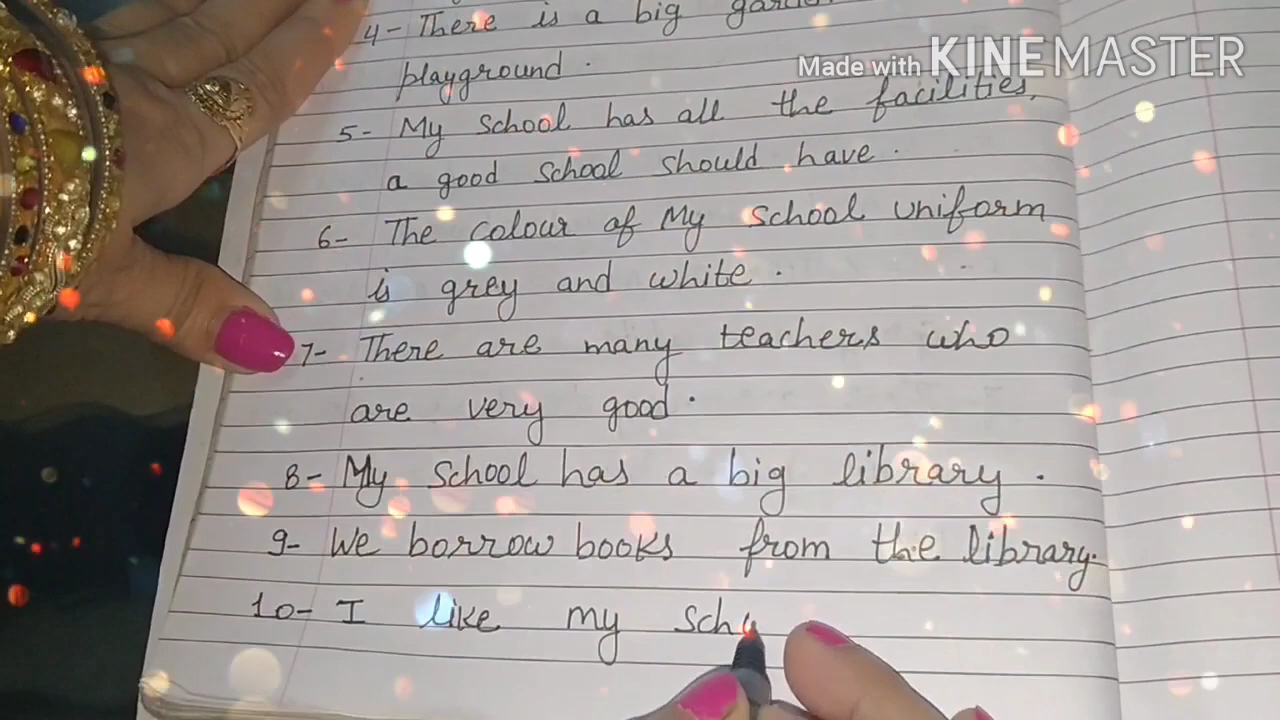 4- There is a big garden
Made with KINEMASTER
playground.
5- My school has all the facilities,
a good school should have.
6- The colour of My school uniform
is grey and white.
7- There are many teachers who
are very good.
8- My school has a big library.
9- We borrow books from the library.
10- I like my scho